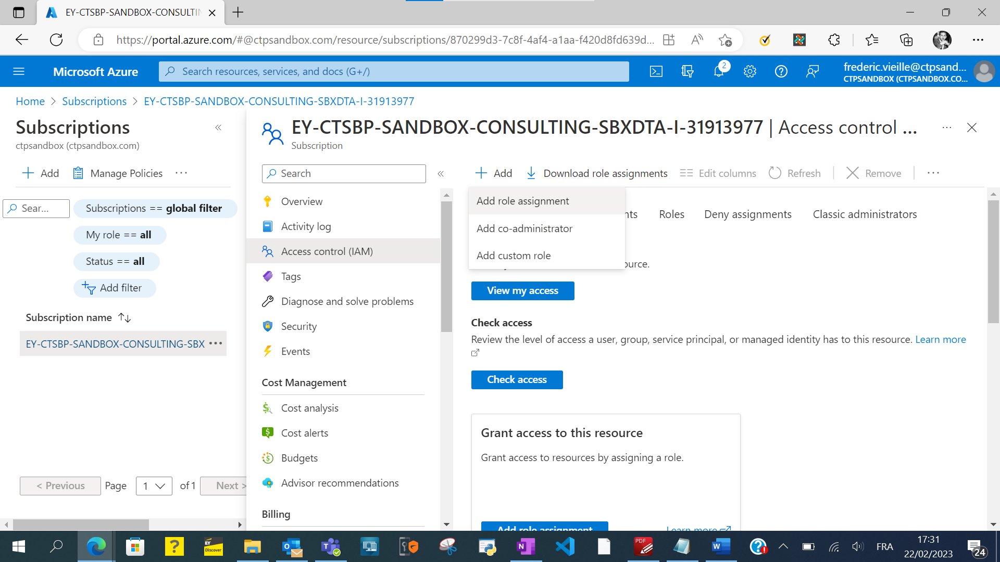 EY-CTSBP-SANDBOX-CONSULTIN
https://portal.azure.com/#@ctpsandbox.com/resource/subscriptions/870299d3-7c8f-4af4-a1aa-f420d8fd639d...
Microsoft Azure
Search resources, services, and docs (G+/)
2
frederic.vieille@ctpsand...
CTPSANDBOX (CTPSANDBOX.CO...
Home > Subscriptions > EY-CTSBP-SANDBOX-CONSULTING-SBXDTA-I-31913977
Subscriptions
ctpsandbox (ctpsandbox.com)
Add
Manage Policies
Sear...
Subscriptions == global filter
My role == all
Status == all
Add filter
Subscription name
EY-CTSBP-SANDBOX-CONSULTING-SBX
< Previous
Page
1
of 1
Next >
EY-CTSBP-SANDBOX-CONSULTING-SBXDTA-I-31913977 | Access control ...
Subscription
Search
Overview
Activity log
Access control (IAM)
Tags
Diagnose and solve problems
Security
Events
Cost Management
Cost analysis
Cost alerts
Budgets
Advisor recommendations
Billing
Add
Download role assignments
Edit columns
Refresh
Remove
Add role assignment
Add co-administrator
Add custom role
nts
Roles
Deny assignments
Classic administrators
ource.
View my access
Check access
Review the level of access a user, group, service principal, or managed identity has to this resource. Learn more
Check access
Grant access to this resource
Grant access to resources by assigning a role.
Add role assignment
Learn more
EY
Discover
PDF
FRA
17:31
22/02/2023
24